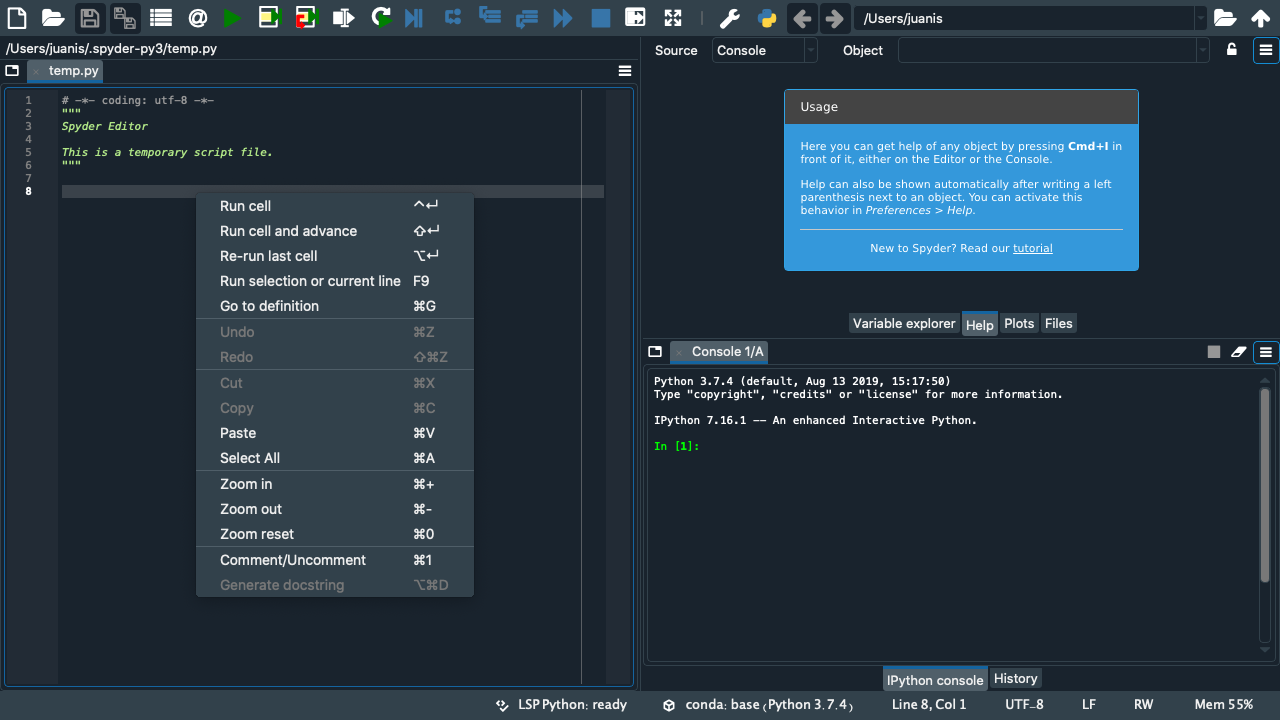 /Users/juanis
/Users/juanis/.spyder-py3/temp.py
temp.py
1 # -*- coding: utf-8 -*-
2 """
3 Spyder Editor
4
5 This is a temporary script file.
6 """
7
8
Run cell ^↩
Run cell and advance ⇧↩
Re-run last cell ⌥↩
Run selection or current line F9
Go to definition ⌘G
Undo ⌘Z
Redo ⇧⌘Z
Cut ⌘X
Copy ⌘C
Paste ⌘V
Select All ⌘A
Zoom in ⌘+
Zoom out ⌘-
Zoom reset ⌘0
Comment/Uncomment ⌘1
Generate docstring ⌥⌘D
Source Console Object
Usage
Here you can get help of any object by pressing Cmd+I in
front of it, either on the Editor or the Console.
Help can also be shown automatically after writing a left
parenthesis next to an object. You can activate this
behavior in Preferences > Help.
New to Spyder? Read our tutorial
Variable explorer Help Plots Files
Console 1/A
Python 3.7.4 (default, Aug 13 2019, 15:17:50)
Type "copyright", "credits" or "license" for more information.
IPython 7.16.1 -- An enhanced Interactive Python.
In [1]:
IPython console History
LSP Python: ready conda: base (Python 3.7.4) Line 8, Col 1 UTF-8 LF RW Mem 55%